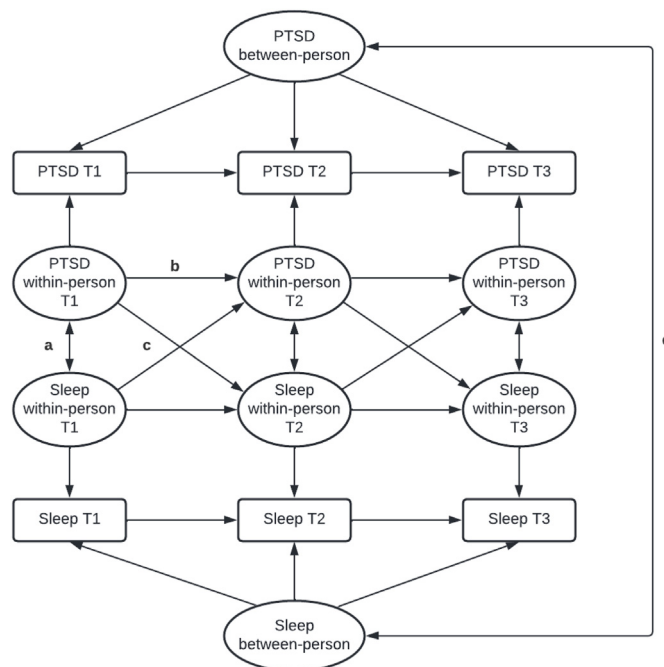 PTSD
between-person
PTSD T1
PTSD T2
PTSD T3
PTSD
within-person
T1
b
PTSD
within-person
T2
PTSD
within-person
T3
a
c
Sleep
within-person
T1
Sleep
within-person
T2
Sleep
within-person
T3
Sleep T1
Sleep T2
Sleep T3
Sleep
between-person